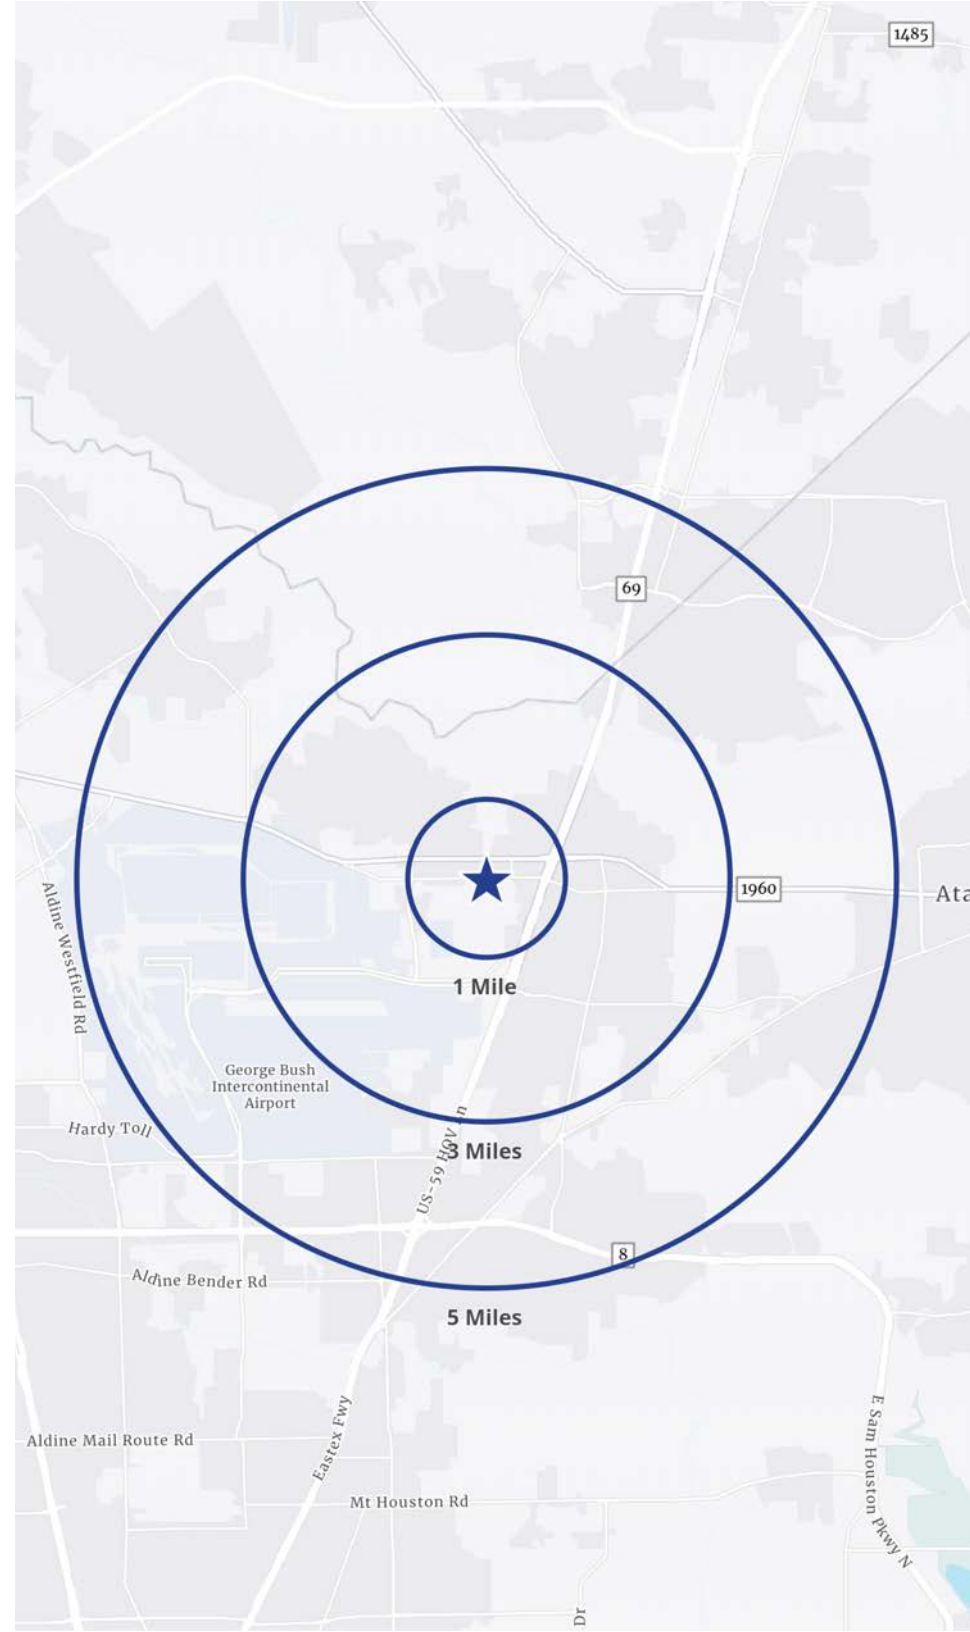 1485
69
Aldine Westfield Rd
1960
Ata
1 Mile
George Bush
Intercontinental
Airport
Hardy Toll
US-59 HOV Ln
3 Miles
8
Aldine Bender Rd
5 Miles
Eastex Fwy
E Sam Houston Pkwy N
Aldine Mail Route Rd
Mt Houston Rd
Dr